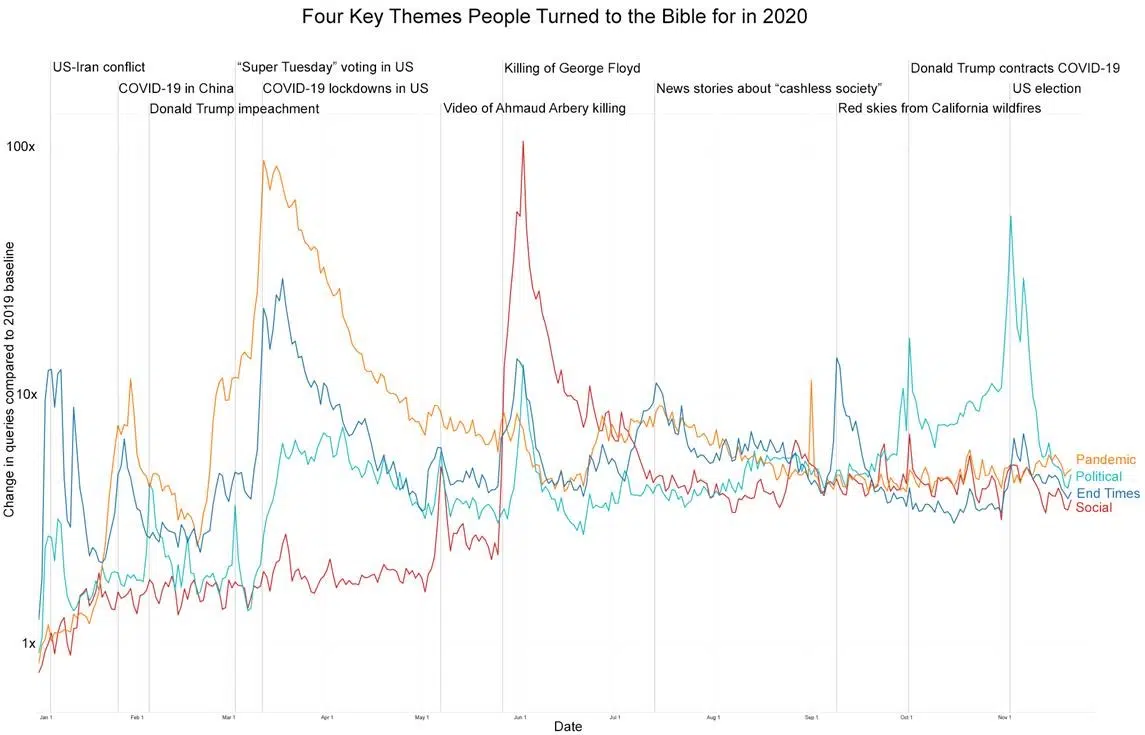 Four Key Themes People Turned to the Bible for in 2020
US-Iran conflict
“Super Tuesday” voting in US
Killing of George Floyd
Donald Trump contracts COVID-19
COVID-19 in China
COVID-19 lockdowns in US
News stories about “cashless society”
US election
Donald Trump impeachment
Video of Ahmaud Arbery killing
Red skies from California wildfires
100x
10x
1x
Change in queries compared to 2019 baseline
Pandemic
Political
End Times
Social
Jan 1
Feb 1
Mar 1
Apr 1
May 1
Jun 1
Jul 1
Aug 1
Sep 1
Oct 1
Nov 1
Date